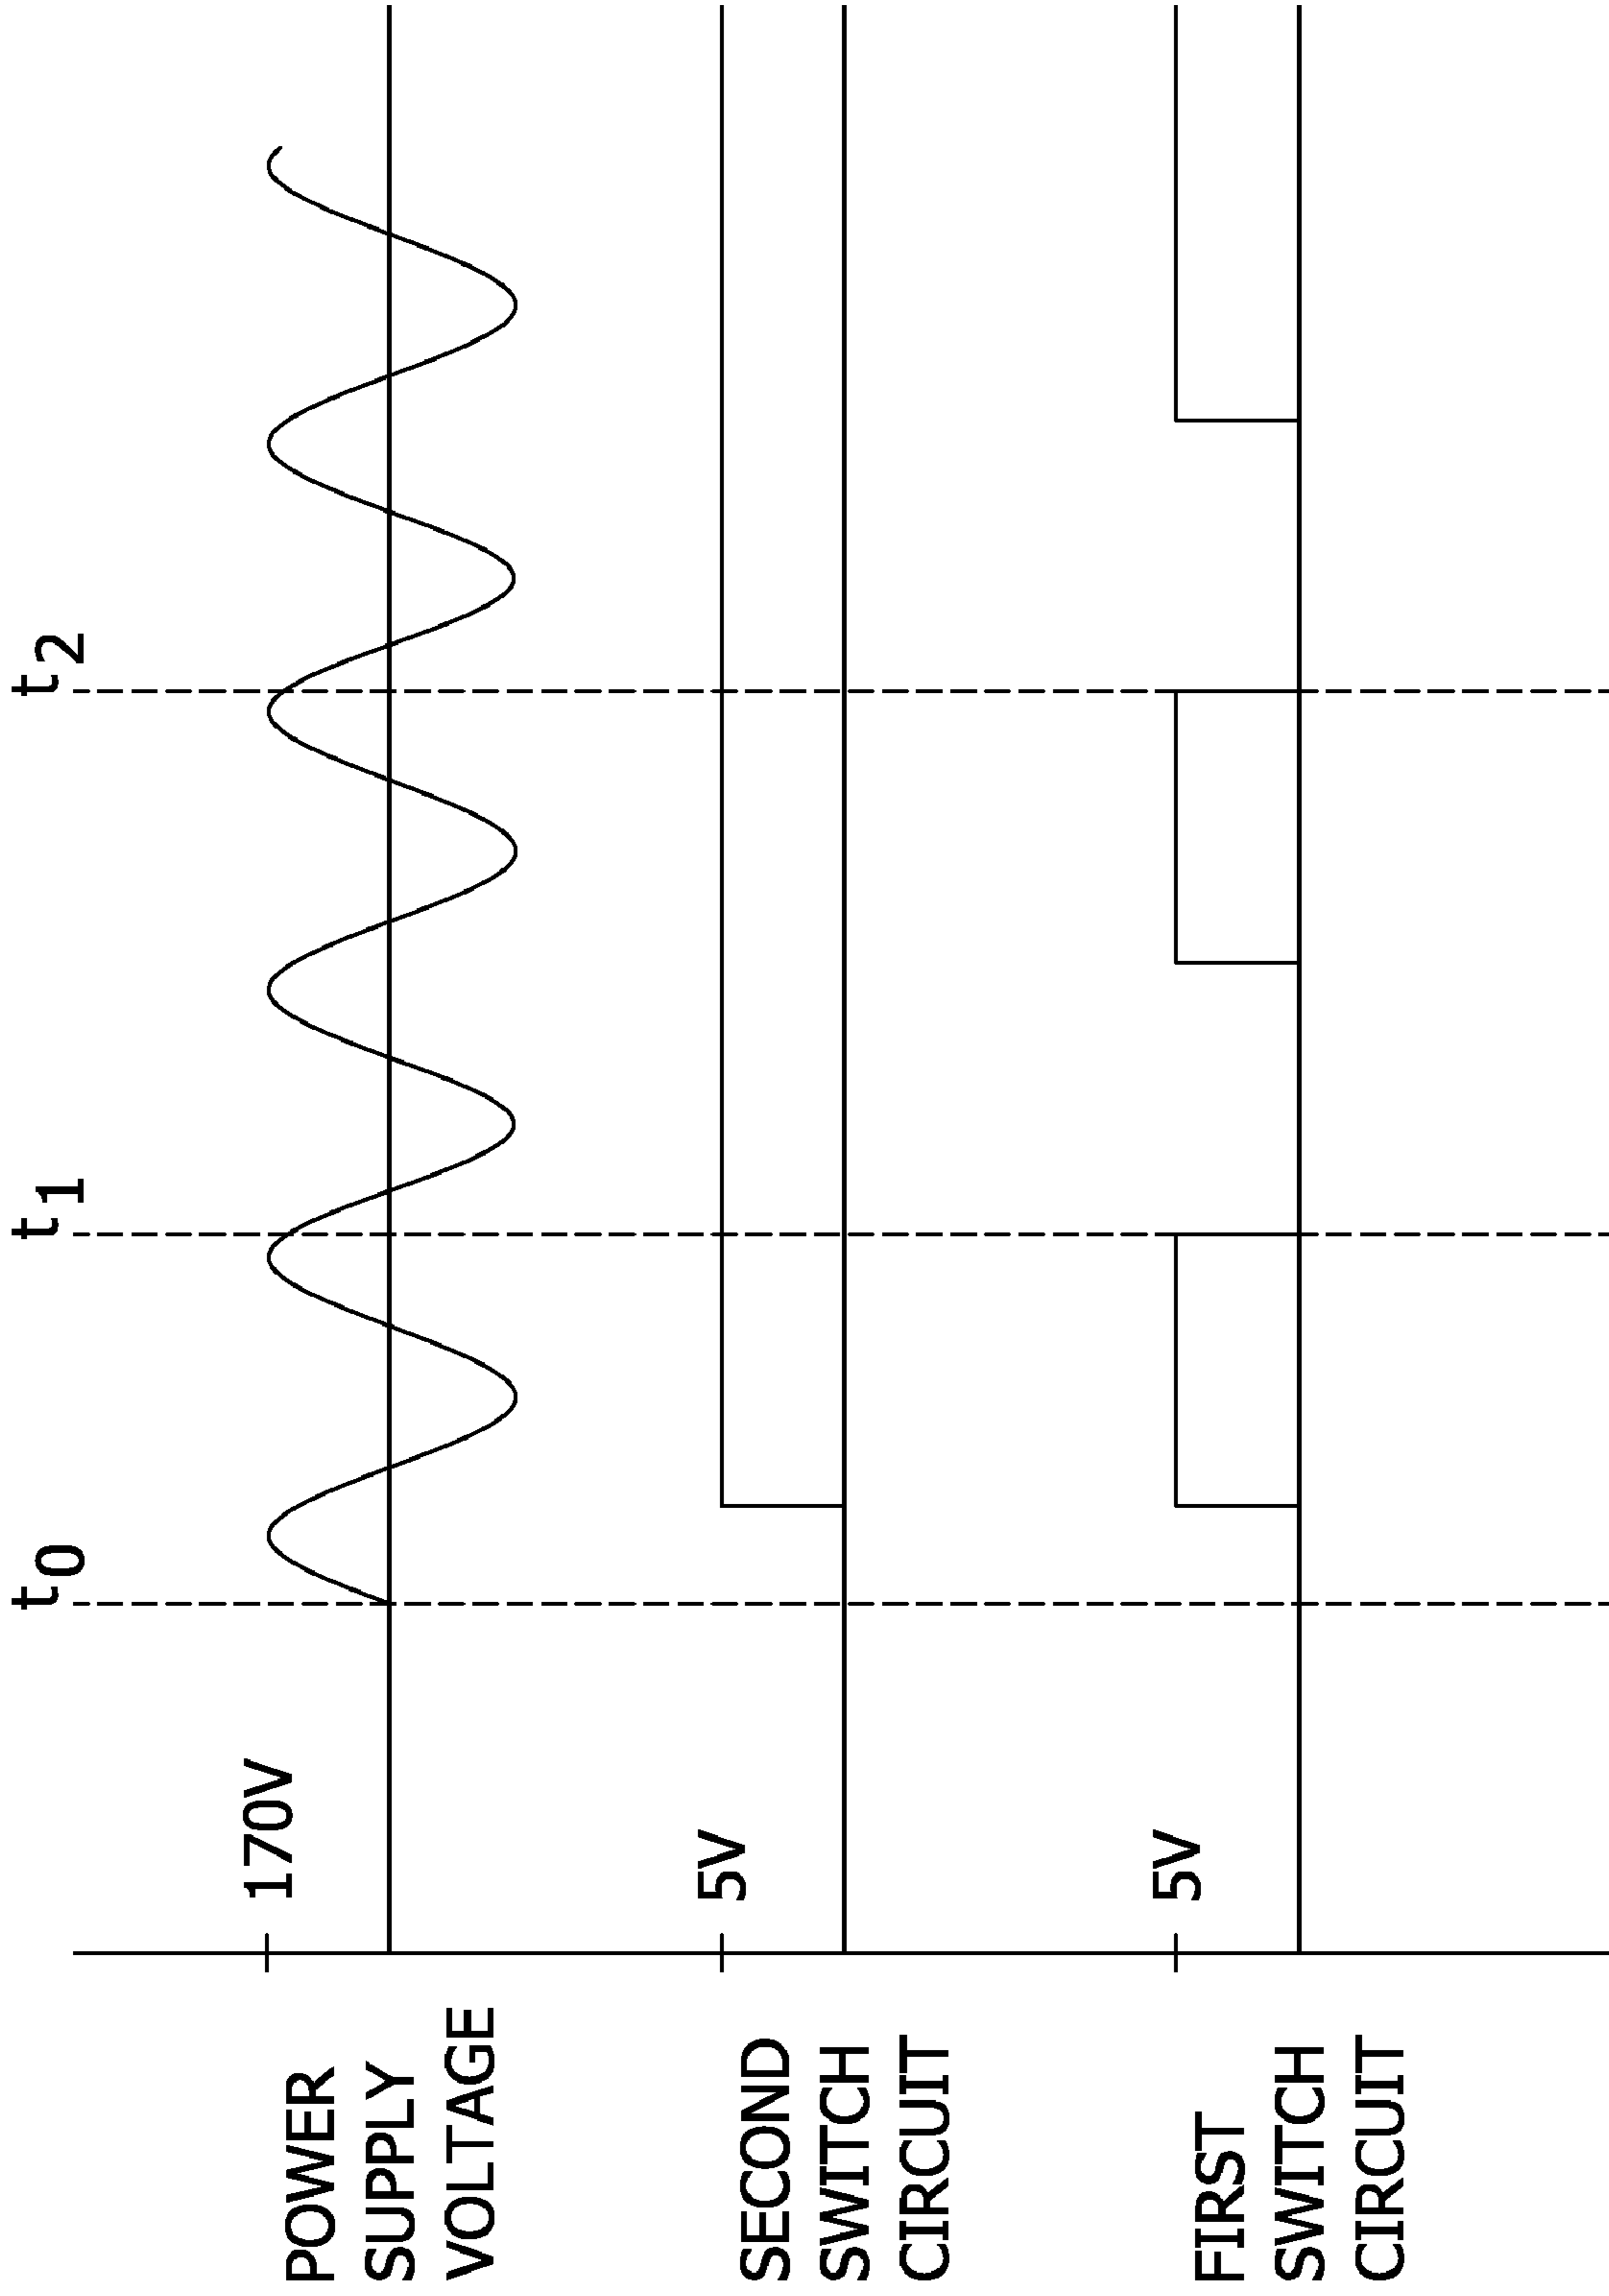 t0
t1
t2
POWER
SUPPLY
VOLTAGE
170V
SECOND
SWITCH
CIRCUIT
5V
FIRST
SWITCH
CIRCUIT
5V